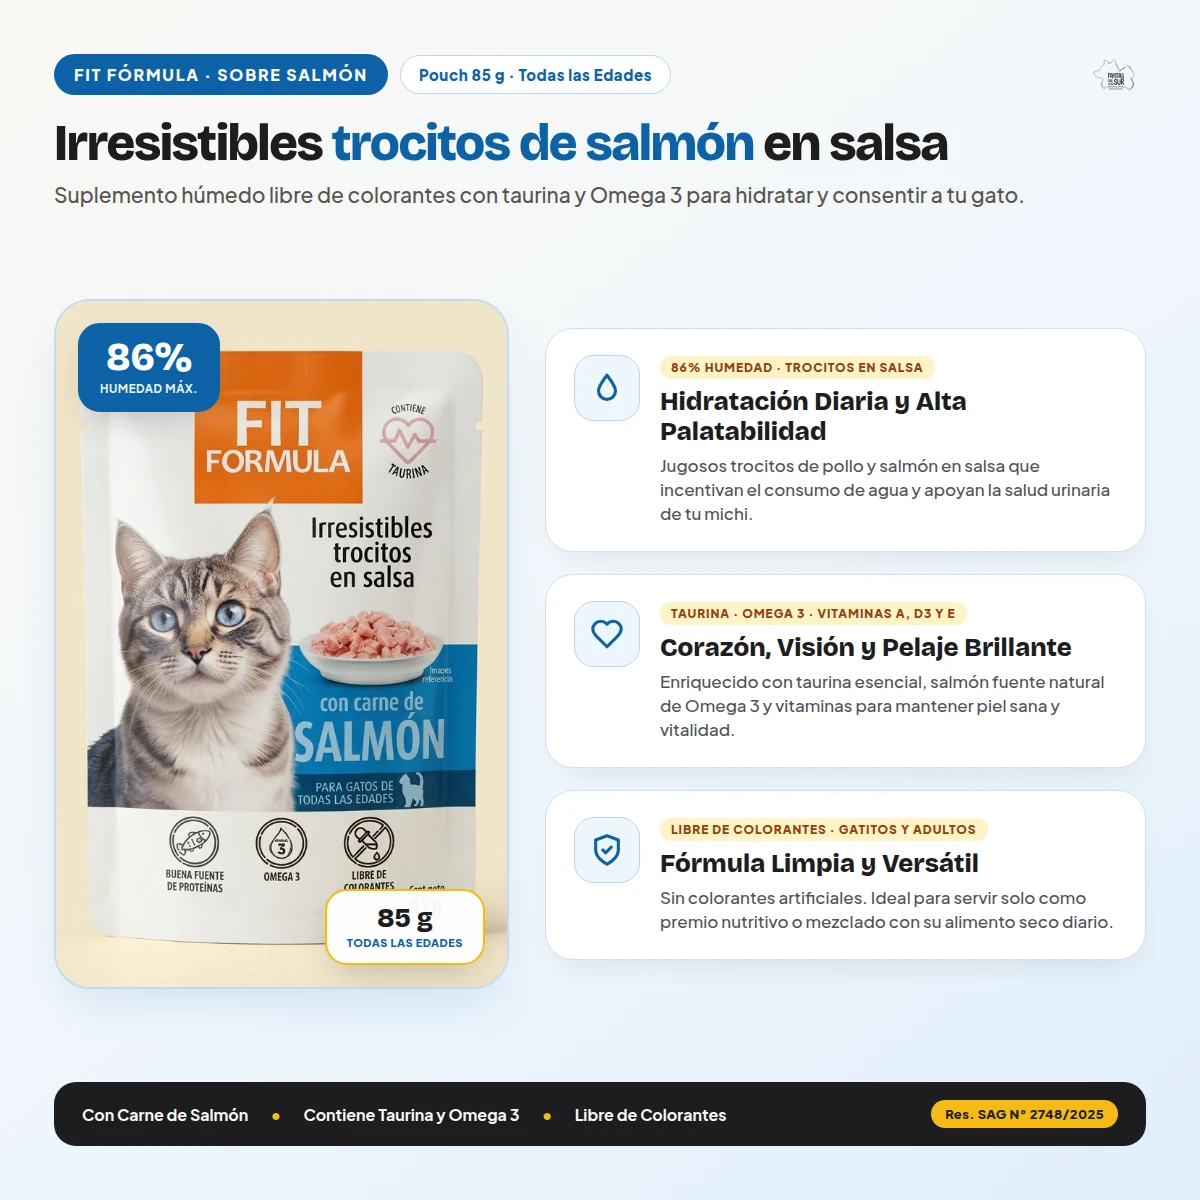 FIT FÓRMULA · SOBRE SALMÓN
Pouch 85 g · Todas las Edades
PATITAS
DEL SUR
Irresistibles trocitos de salmón en salsa
Suplemento húmedo libre de colorantes con taurina y Omega 3 para hidratar y consentir a tu gato.
86%
HUMEDAD MÁX.
FIT
FORMULA
CONTIENE
TAURINA
Irresistibles
trocitos
en salsa
con carne de
SALMÓN
PARA GATOS DE
TODAS LAS EDADES
BUENA FUENTE
DE PROTEÍNAS
3
OMEGA 3
LIBRE DE
COLORANTES
85 g
TODAS LAS EDADES
86% HUMEDAD · TROCITOS EN SALSA
Hidratación Diaria y Alta
Palatabilidad
Jugosos trocitos de pollo y salmón en salsa que
incentivan el consumo de agua y apoyan la salud urinaria
de tu michi.
TAURINA · OMEGA 3 · VITAMINAS A, D3 Y E
Corazón, Visión y Pelaje Brillante
Enriquecido con taurina esencial, salmón fuente natural
de Omega 3 y vitaminas para mantener piel sana y
vitalidad.
LIBRE DE COLORANTES · GATITOS Y ADULTOS
Fórmula Limpia y Versátil
Sin colorantes artificiales. Ideal para servir solo como
premio nutritivo o mezclado con su alimento seco diario.
Con Carne de Salmón • Contiene Taurina y Omega 3 • Libre de Colorantes
Res. SAG N° 2748/2025